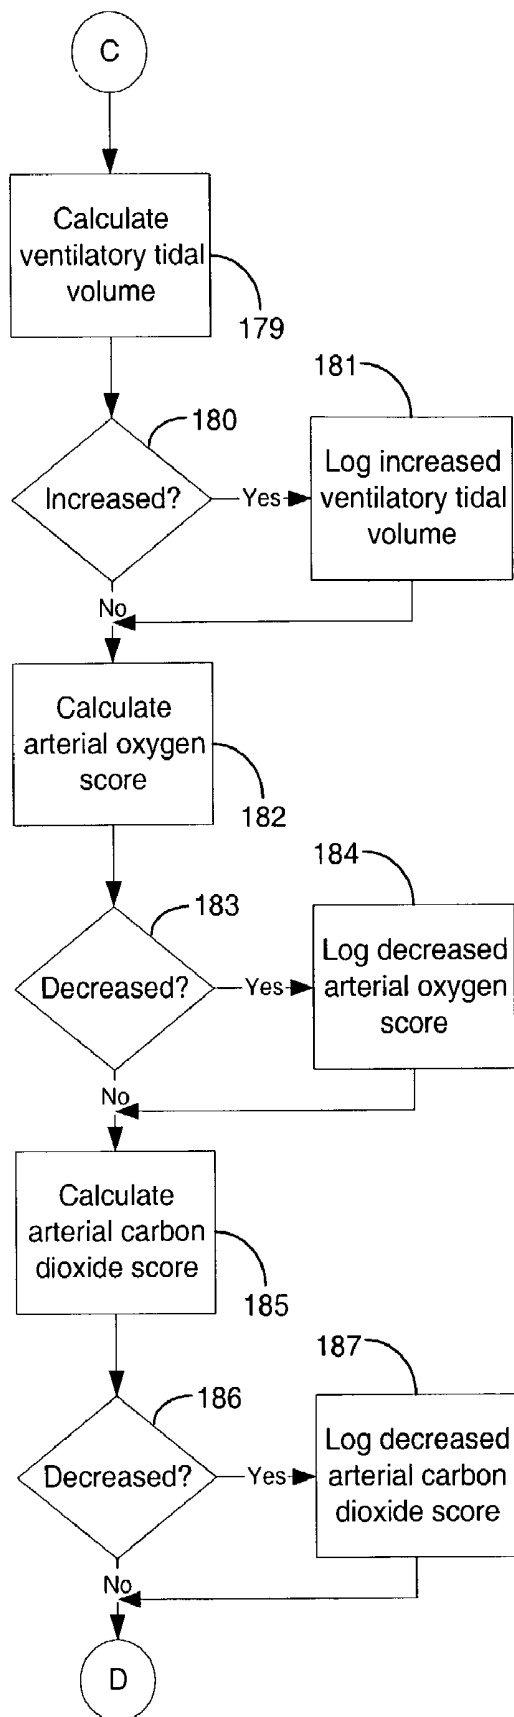 C
Calculate
ventilatory tidal
volume
179
180
181
Increased?
Yes
Log increased
ventilatory tidal
volume
No
Calculate
arterial oxygen
score
182
183
184
Decreased?
Yes
Log decreased
arterial oxygen
score
No
Calculate
arterial carbon
dioxide score
185
186
187
Decreased?
Yes
Log decreased
arterial carbon
dioxide score
No
D